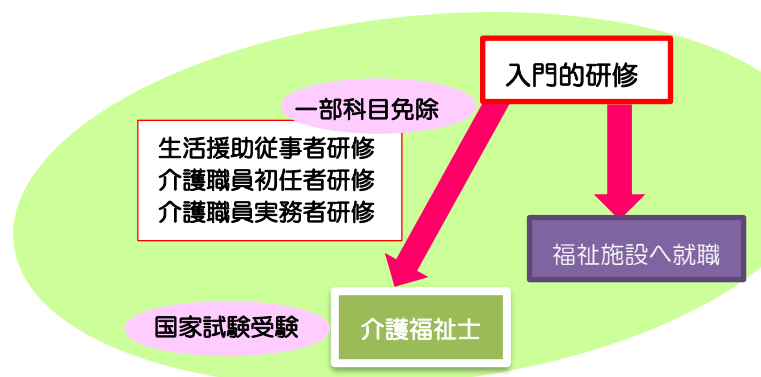 入門的研修
一部科目免除
生活援助従事者研修
介護職員初任者研修
介護職員実務者研修
福祉施設へ就職
国家試験受験
介護福祉士